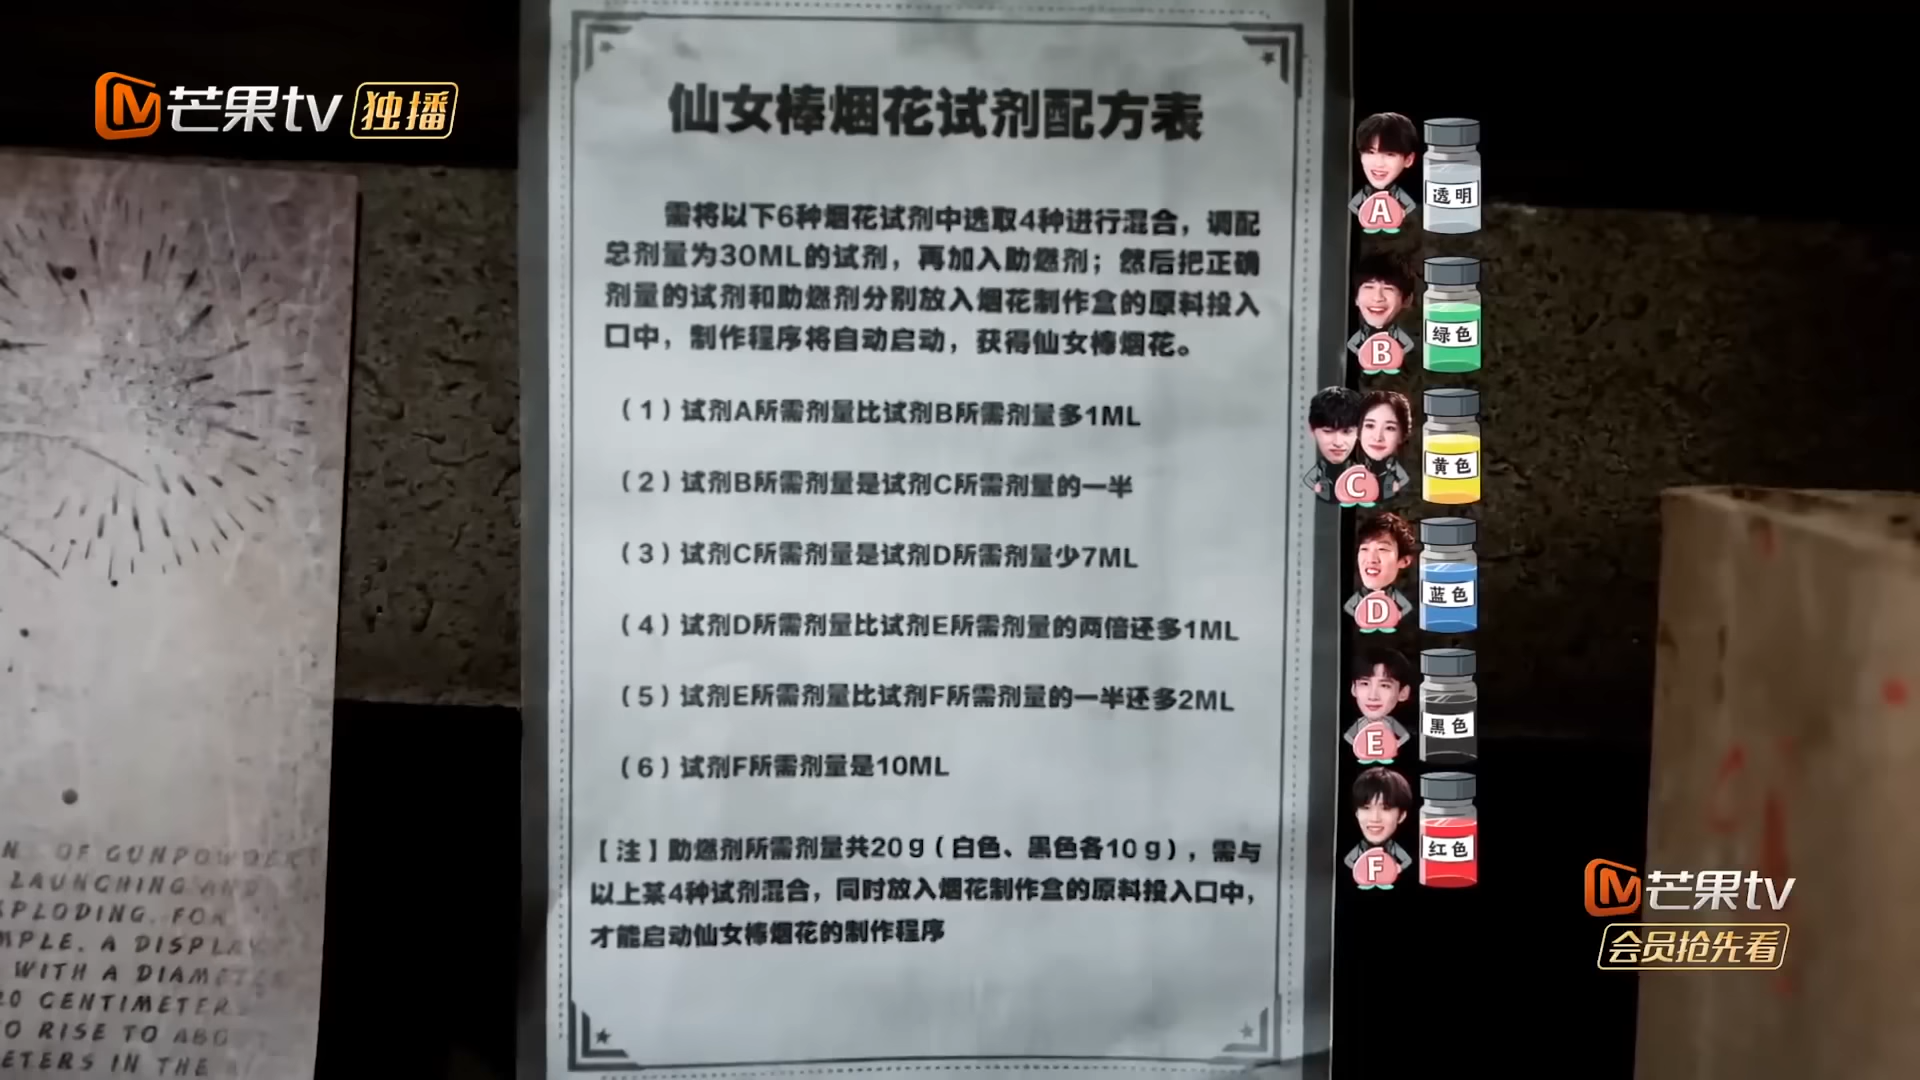 芒果tv 独播
仙女棒烟花试剂配方表
需将以下6种烟花试剂中选取4种进行混合，调配
总剂量为30ML的试剂，再加入助燃剂；然后把正确
剂量的试剂和助燃剂分别放入烟花制作盒的原料投入
口中，制作程序将自动启动，获得仙女棒烟花。
（1）试剂A所需剂量比试剂B所需剂量多1ML
（2）试剂B所需剂量是试剂C所需剂量的一半
（3）试剂C所需剂量是试剂D所需剂量少7ML
（4）试剂D所需剂量比试剂E所需剂量的两倍还多1ML
（5）试剂E所需剂量比试剂F所需剂量的一半还多2ML
（6）试剂F所需剂量是10ML
【注】助燃剂所需剂量共20g（白色、黑色各10g），需与
以上某4种试剂混合，同时放入烟花制作盒的原料投入口中，
才能启动仙女棒烟花的制作程序
A 透明
B 绿色
C 黄色
D 蓝色
E 黑色
F 红色
OF GUNPOWDER
LAUNCHING AND
PLODING. FOR
MPLE. A DISPLAY
WITH A DIAMETER
20 CENTIMETERS
O RISE TO ABO
ETERS IN THE
芒果tv
会员抢先看